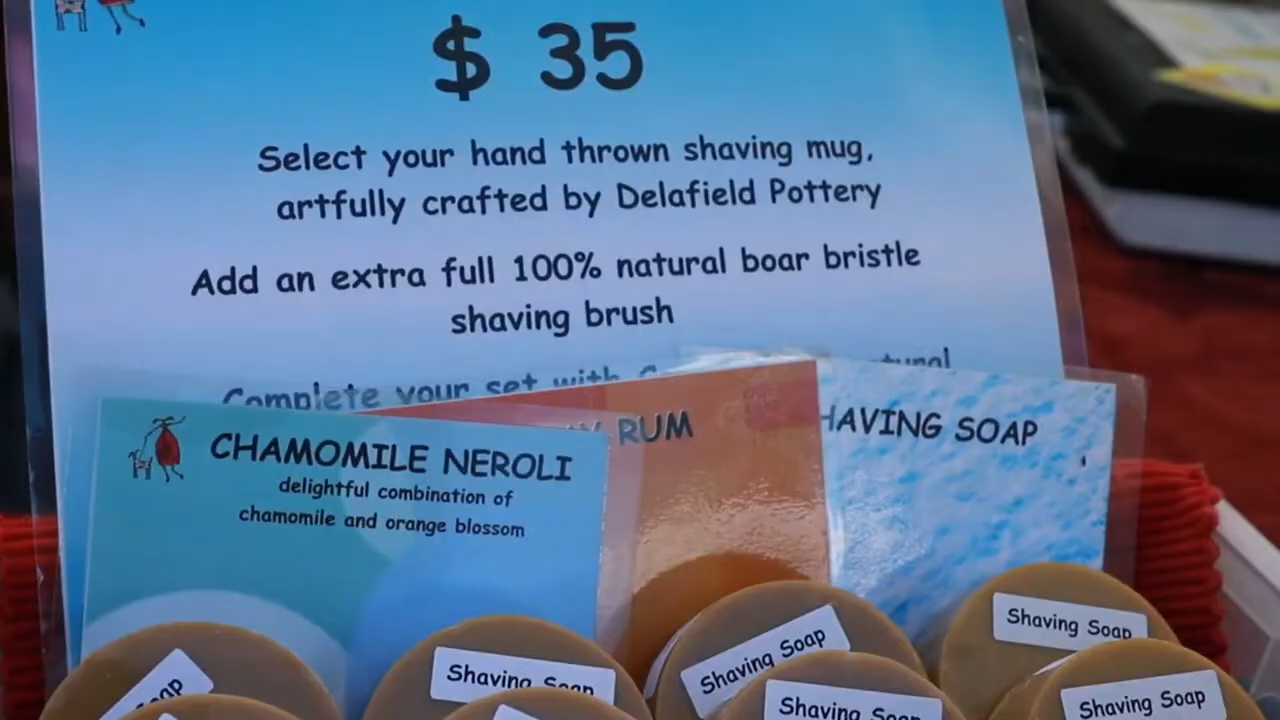 $ 35
Select your hand thrown shaving mug,
artfully crafted by Delafield Pottery
Add an extra full 100% natural boar bristle
shaving brush
Complete your set with
CHAMOMILE NEROLI
delightful combination of
chamomile and orange blossom
RUM
HAVING SOAP
Shaving Soap
Shaving Soap
Shaving Soap
Shaving Soap
Shaving Soap